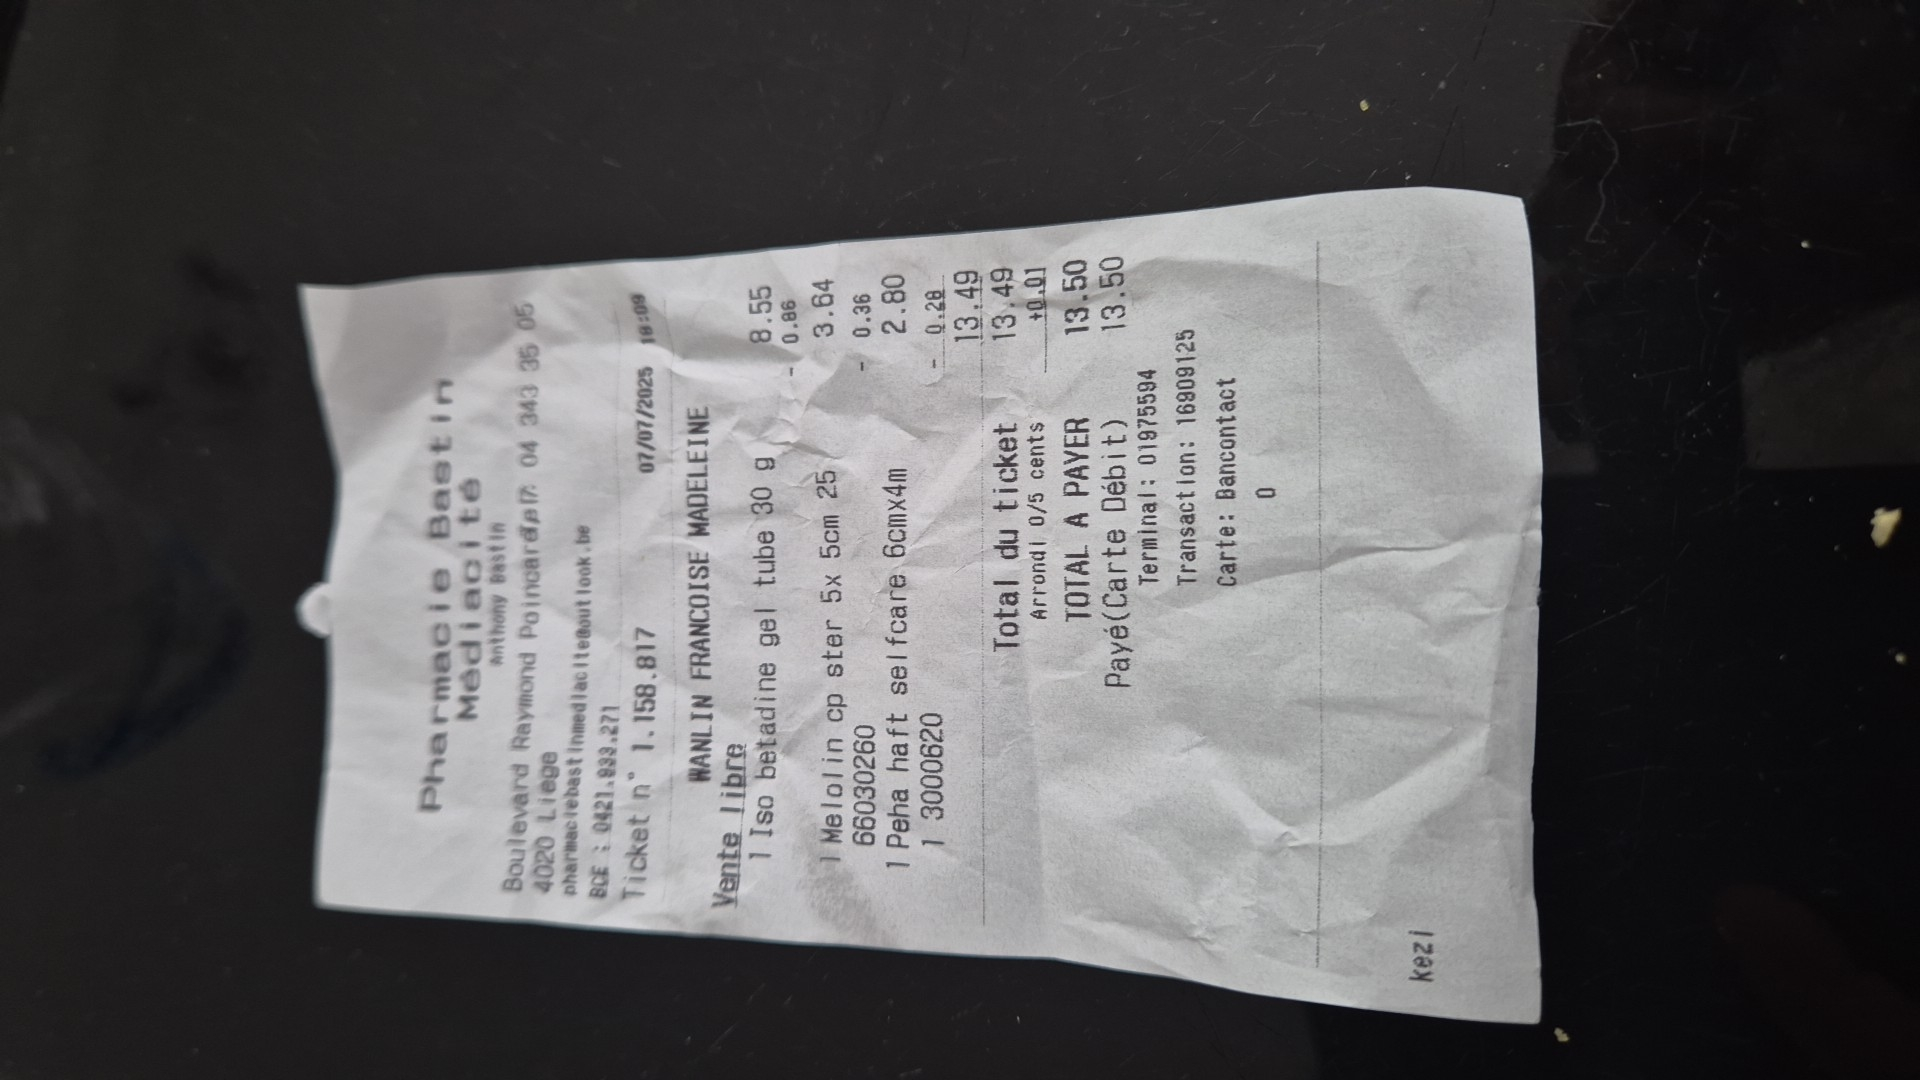 Pharmacie Bastin
Médiacité
Anthony Bastin
Boulevard Raymond Poincaré 04 343 35 05
4020 Liege
pharmaciebastinmediacite@outlook.be
BCE : 0421.933.271
Ticket n° 1.158.817 07/07/2025 18:09
HANLIN FRANCOISE MADELEINE
Vente libre
1 Iso betadine gel tube 30 g 8.55
- 0.86
1 Melolin cp ster 5x 5cm 25 3.64
66030260 - 0.36
1 Peha haft selfcare 6cmx4m 2.80
1 3000620 - 0.28
13.49
Total du ticket 13.49
Arrondi 0/5 cents +0.01
TOTAL A PAYER 13.50
Payé(Carte Débit) 13.50
Terminal: 01975594
Transaction: 16909125
Carte: Bancontact
0
kezi